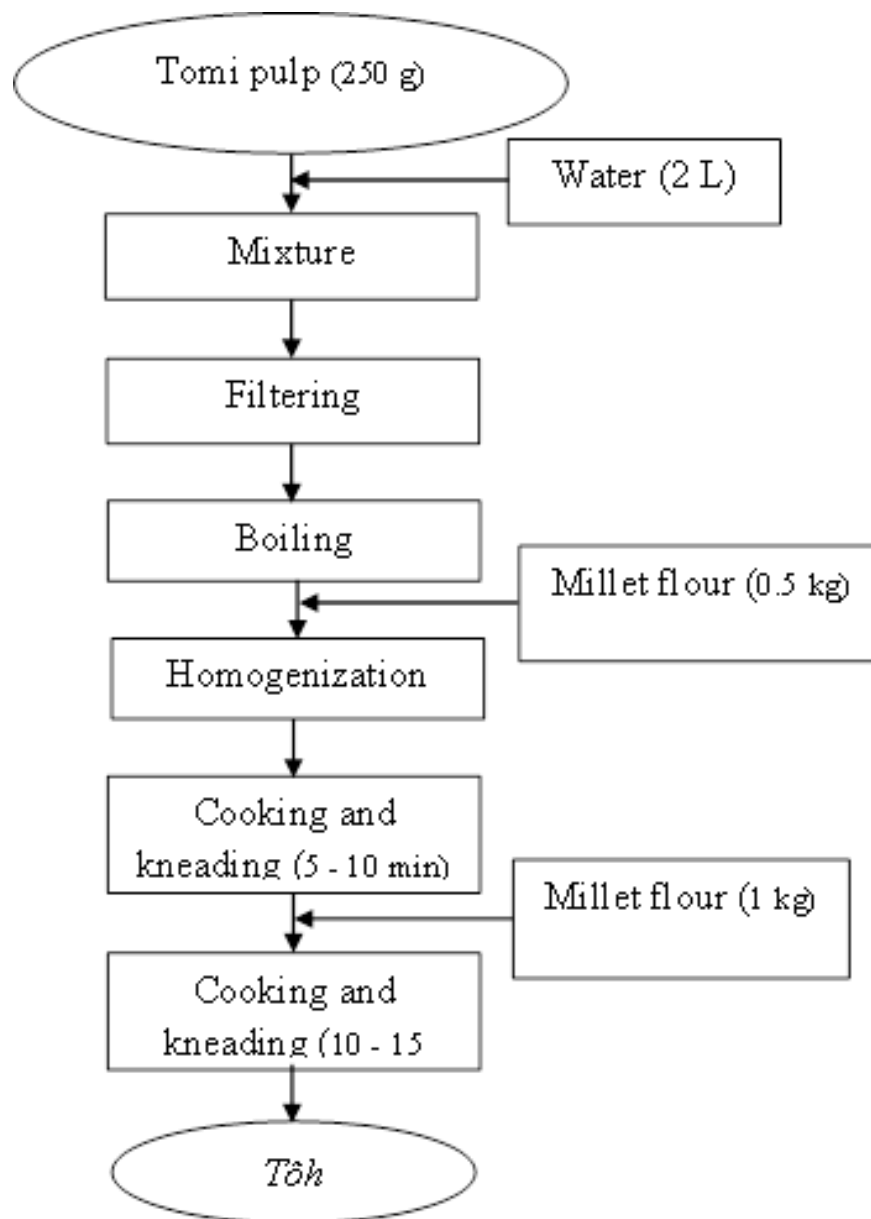 Tomi pulp (250 g)
Water (2 L)
Mixture
Filtering
Boiling
Millet flour (0.5 kg)
Homogenization
Cooking and
kneading (5 - 10 min)
Millet flour (1 kg)
Cooking and
kneading (10 - 15
Tôh